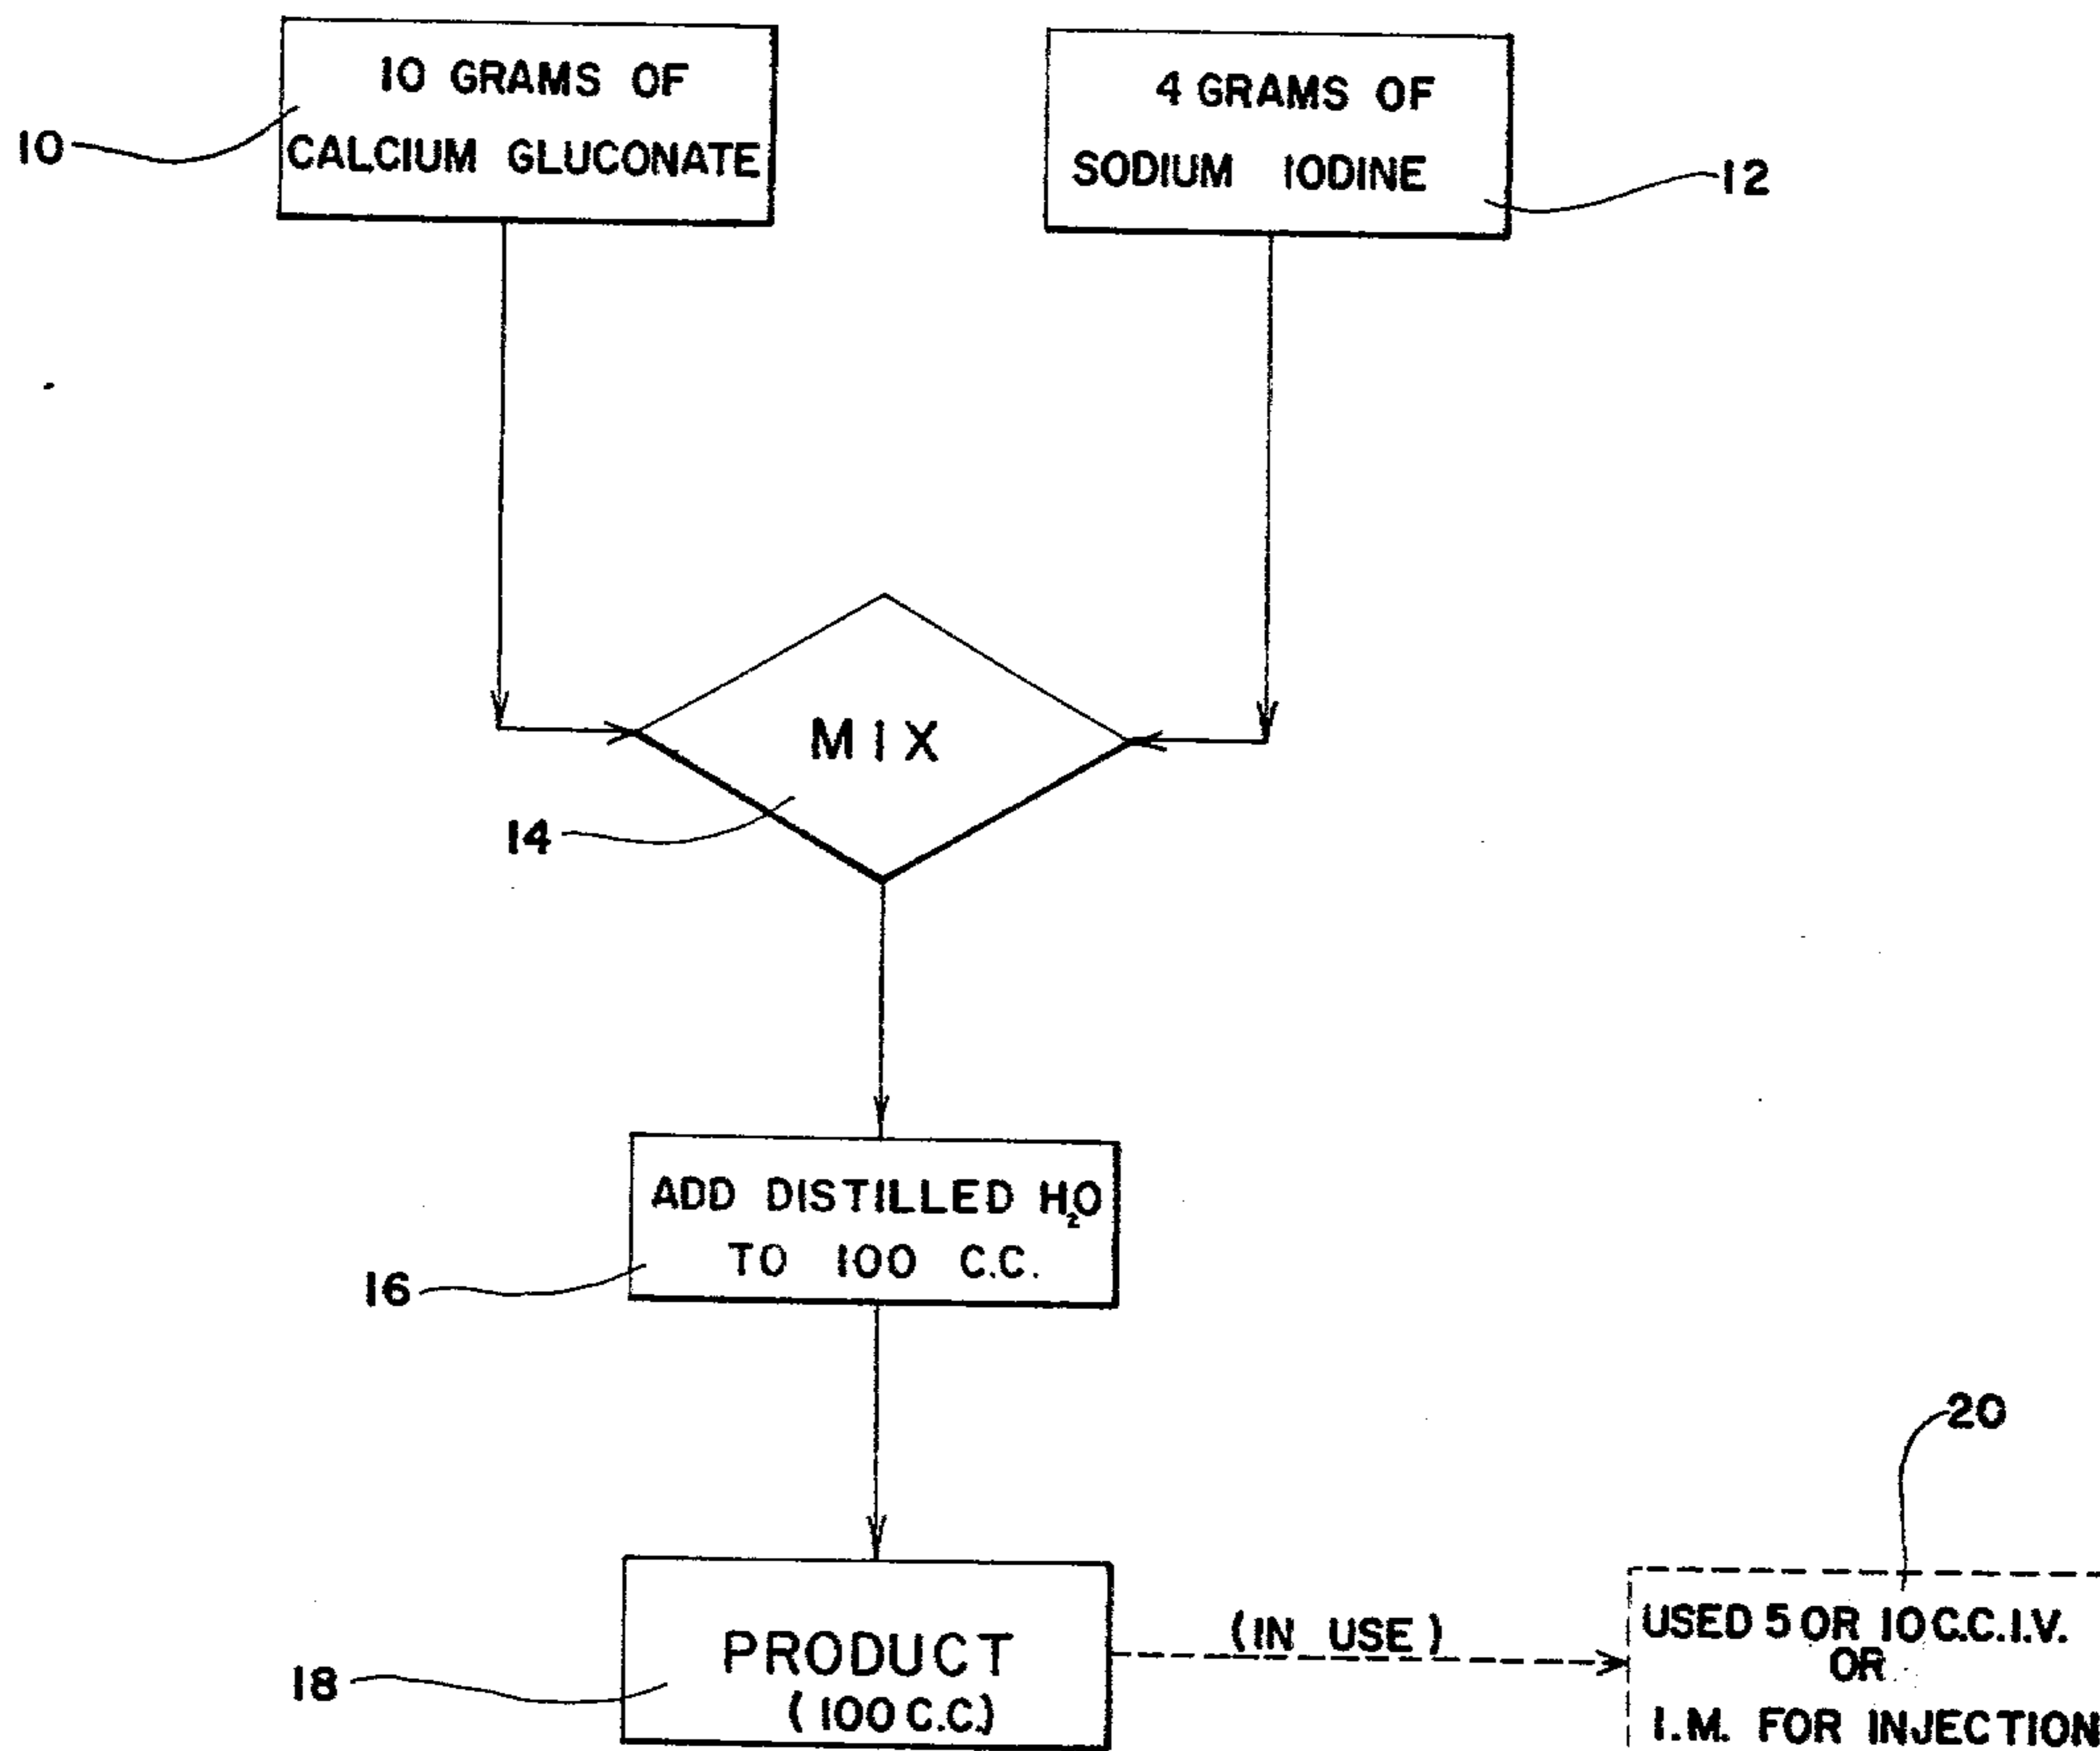 10 GRAMS OF
CALCIUM GLUCONATE
10
4 GRAMS OF
SODIUM IODINE
12
MIX
14
ADD DISTILLED H₂O
TO 100 C.C.
16
20
PRODUCT
(100 C.C.)
18
(IN USE)
USED 5 OR 10 C.C. I.V.
OR
I.M. FOR INJECTION